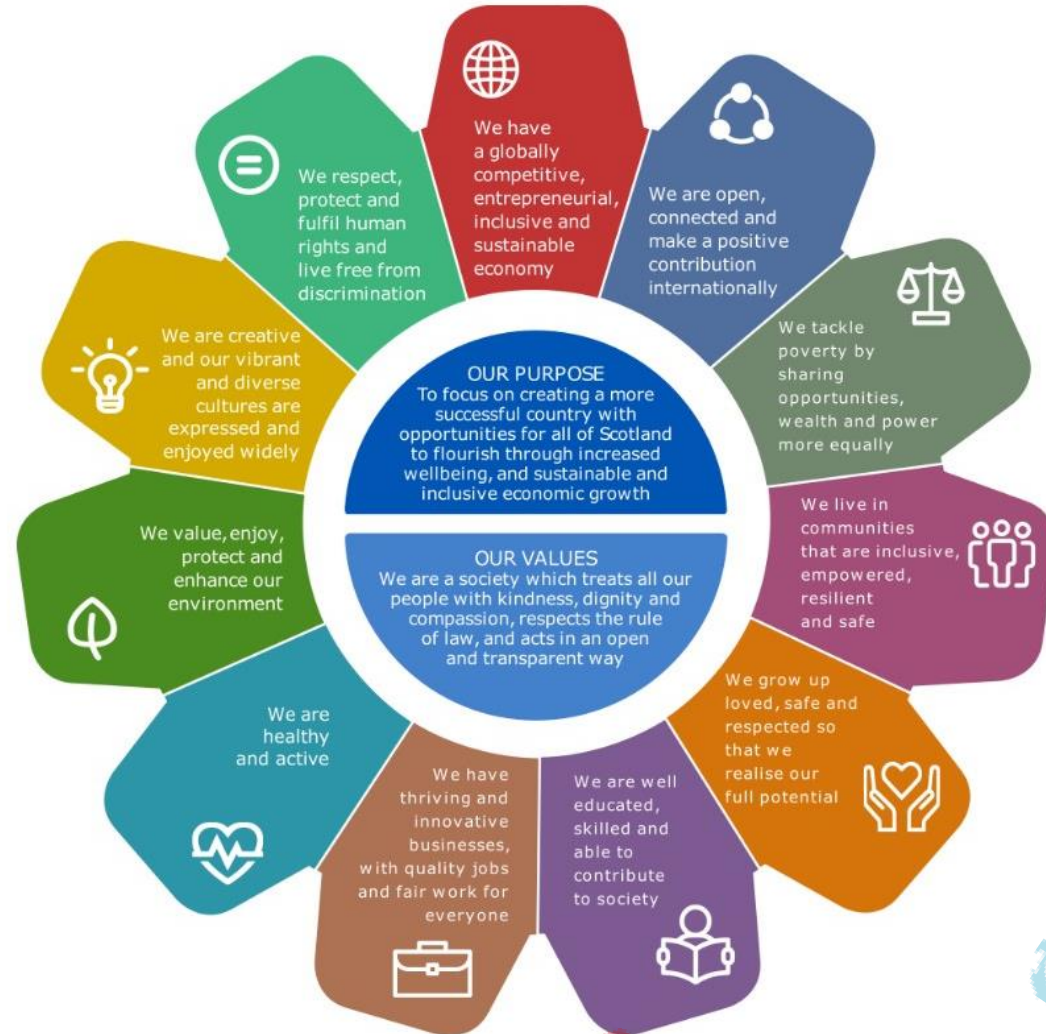 We have
a globally
competitive,
entrepreneurial,
inclusive and
sustainable
economy
We are open,
connected and
make a positive
contribution
internationally
We tackle
poverty by
sharing
opportunities,
wealth and power
more equally
We live in
communities
that are inclusive,
empowered,
resilient
and safe
We grow up
loved, safe and
respected so
that we
realise our
full potential
We are well
educated,
skilled and
able to
contribute
to society
We have
thriving and
innovative
businesses,
with quality jobs
and fair work for
everyone
We are
healthy
and active
We value, enjoy,
protect and
enhance our
environment
We are creative
and our vibrant
and diverse
cultures are
expressed and
enjoyed widely
We respect,
protect and
fulfil human
rights and
live free from
discrimination
OUR PURPOSE
To focus on creating a more
successful country with
opportunities for all of Scotland
to flourish through increased
wellbeing, and sustainable and
inclusive economic growth
OUR VALUES
We are a society which treats all our
people with kindness, dignity and
compassion, respects the rule
of law, and acts in an open
and transparent way